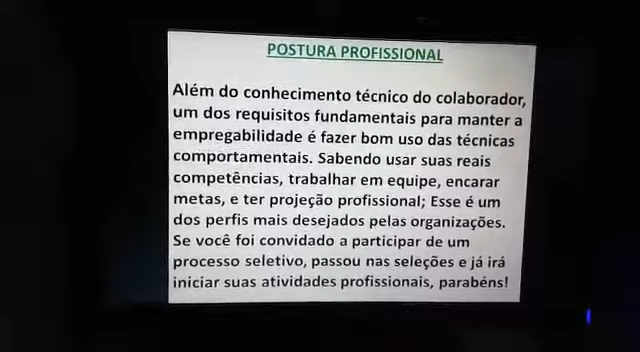 POSTURA PROFISSIONAL
Além do conhecimento técnico do colaborador,
um dos requisitos fundamentais para manter a
empregabilidade é fazer bom uso das técnicas
comportamentais. Sabendo usar suas reais
competências, trabalhar em equipe, encarar
metas, e ter projeção profissional; Esse é um
dos perfis mais desejados pelas organizações.
Se você foi convidado a participar de um
processo seletivo, passou nas seleções e já irá
iniciar suas atividades profissionais, parabéns!